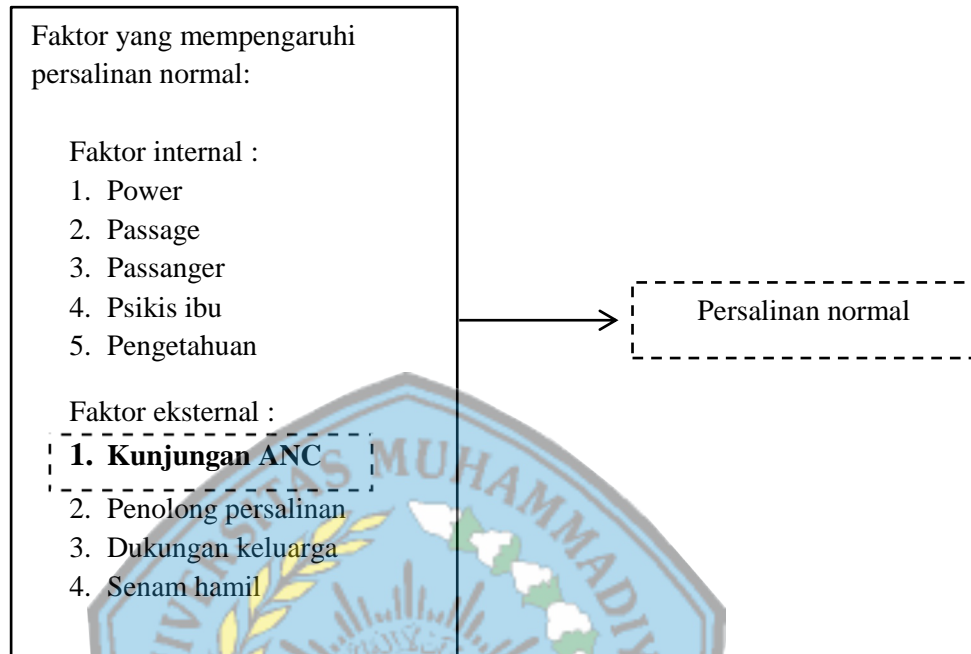 Faktor yang mempengaruhi
persalinan normal:
Faktor internal :
1. Power
2. Passage
3. Passanger
4. Psikis ibu
5. Pengetahuan
Faktor eksternal :
1. Kunjungan ANC
2. Penolong persalinan
3. Dukungan keluarga
4. Senam hamil
Persalinan normal